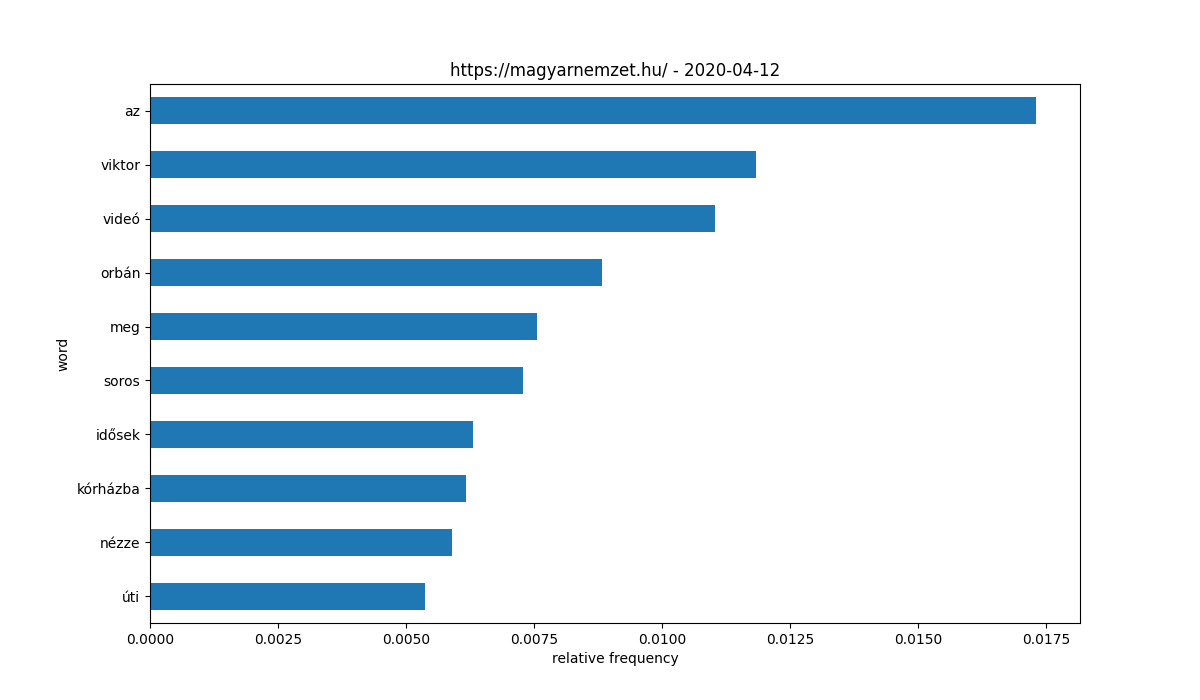 https://magyarnemzet.hu/ - 2020-04-12
az
viktor
videó
orbán
meg
soros
idősek
kórházba
nézze
úti
word
0.0000 0.0025 0.0050 0.0075 0.0100 0.0125 0.0150 0.0175
relative frequency